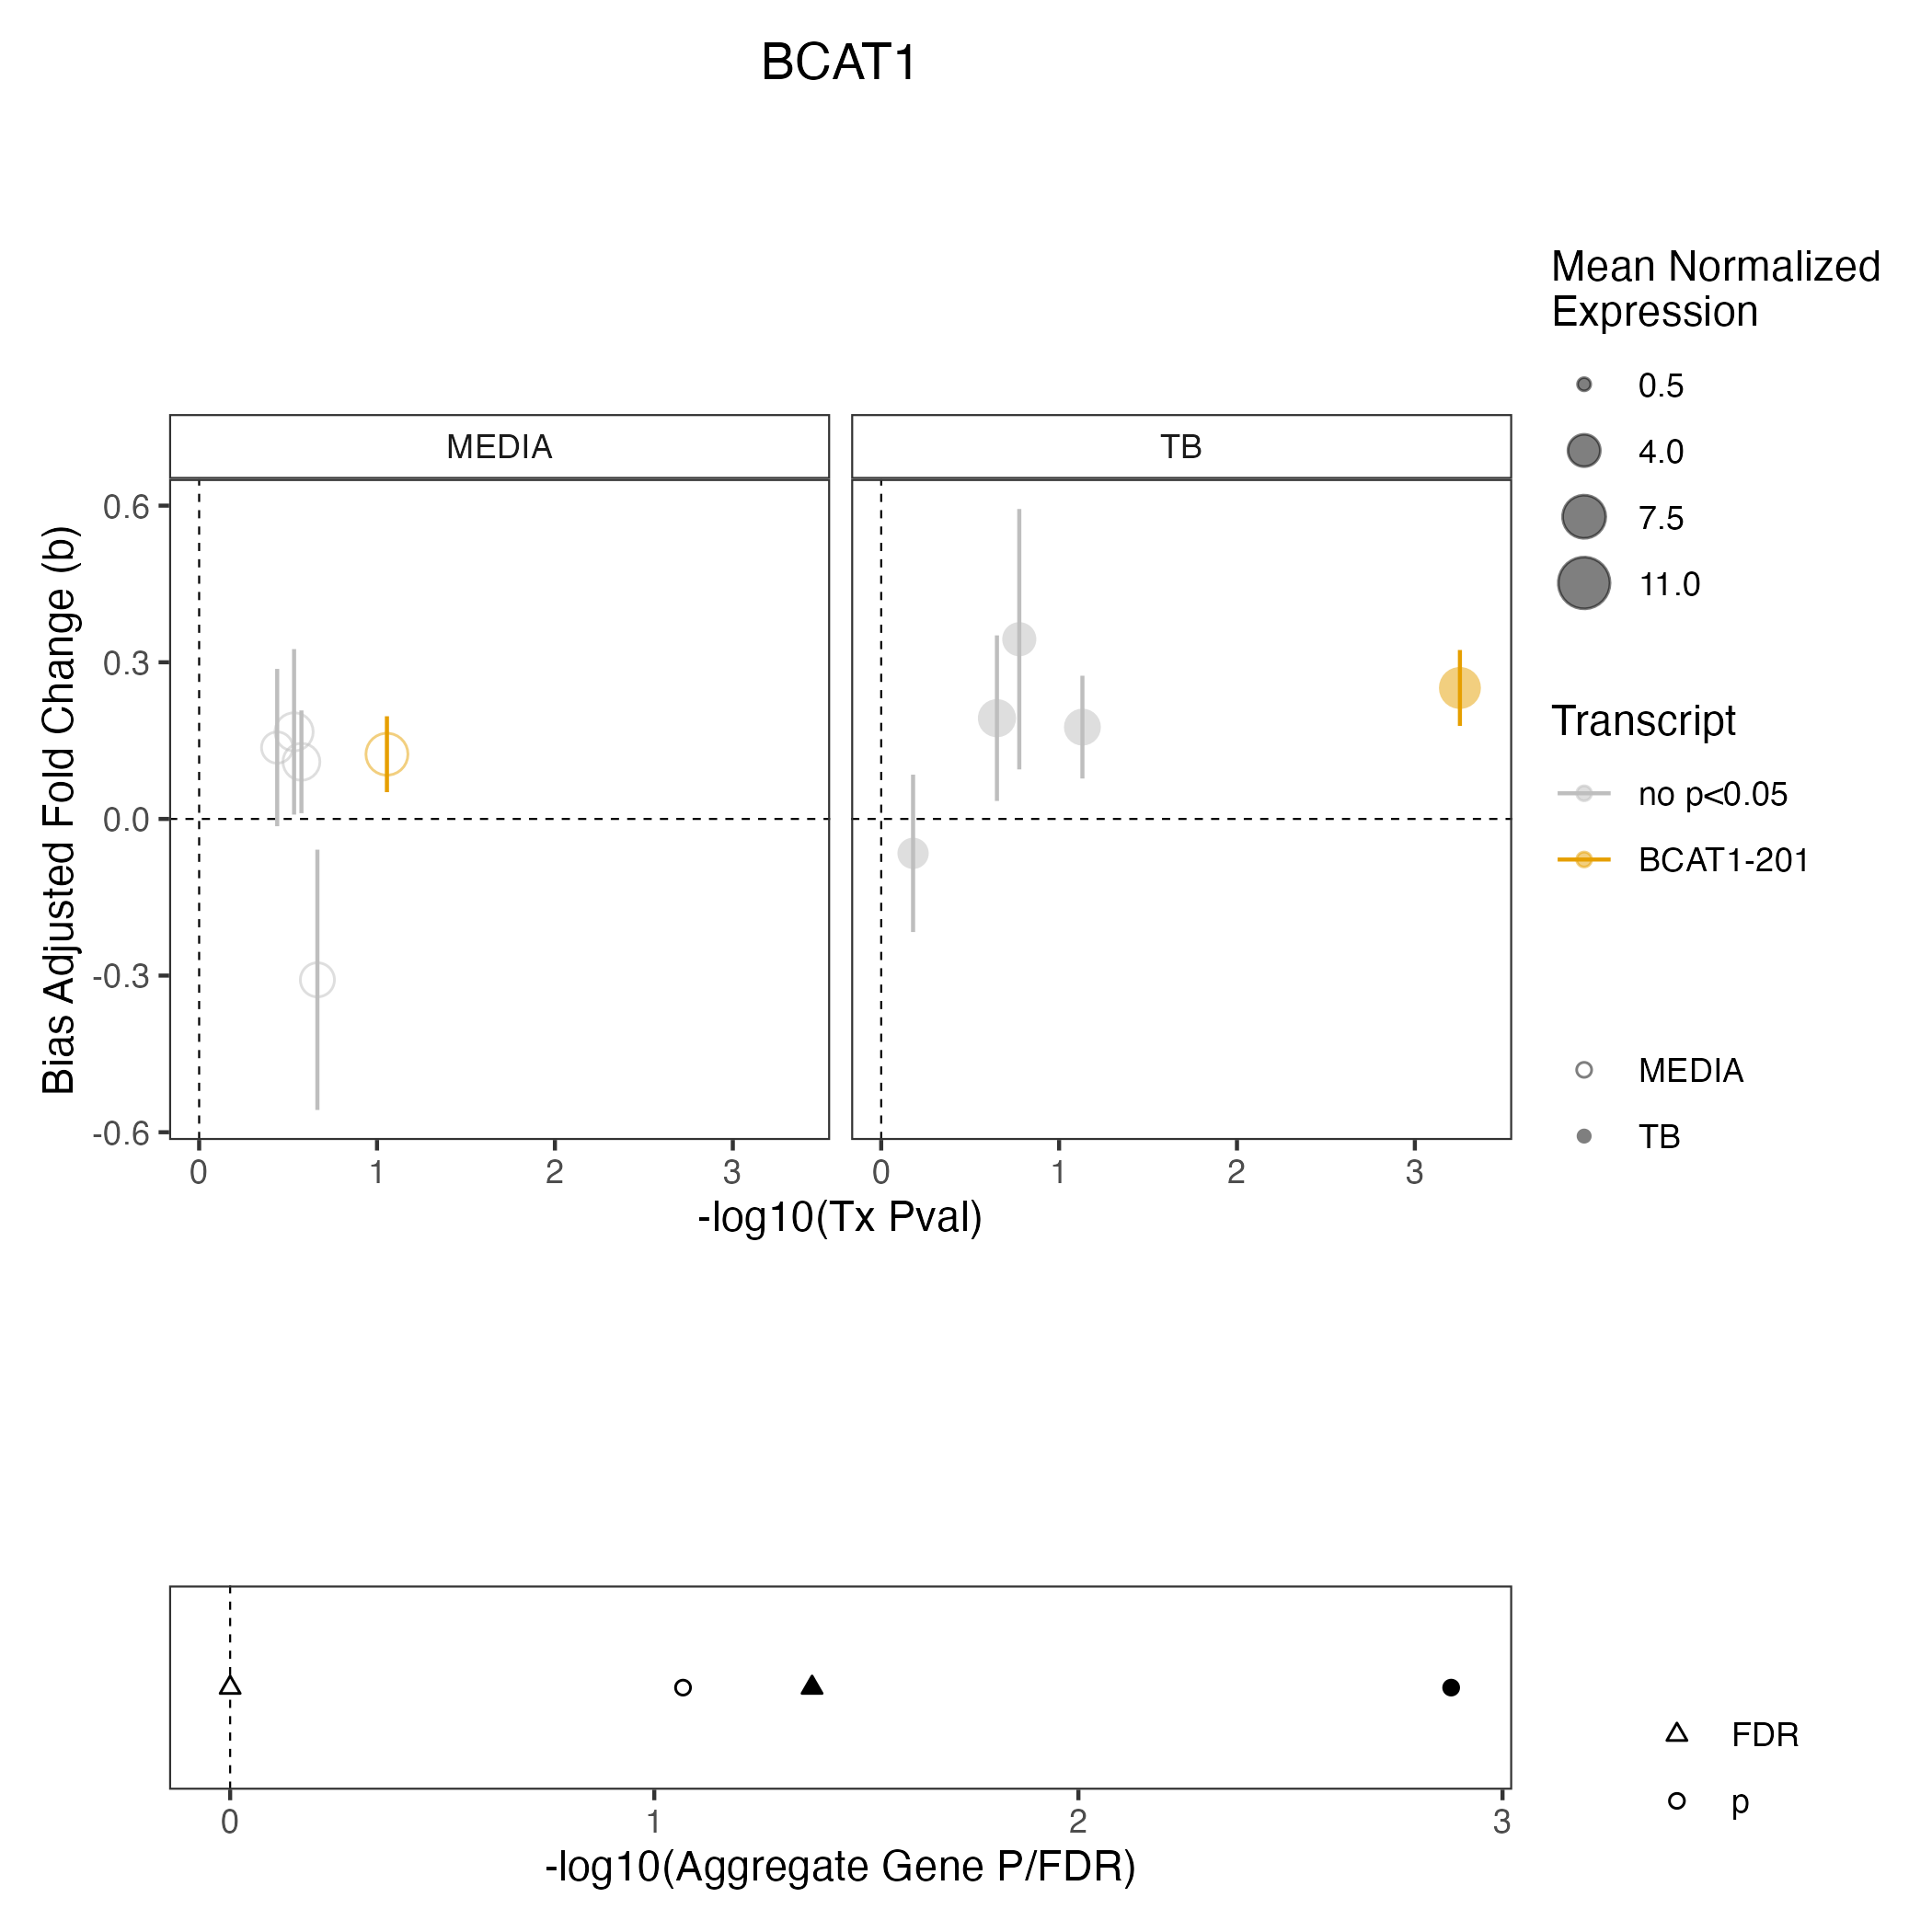 BCAT1
MEDIA
TB
0.6
0.3
0.0
-0.3
-0.6
Bias Adjusted Fold Change (b)
0 1 2 3
0 1 2 3
-log10(Tx Pval)
Mean Normalized
Expression
0.5
4.0
7.5
11.0
Transcript
no p<0.05
BCAT1-201
MEDIA
TB
0 1 2 3
-log10(Aggregate Gene P/FDR)
FDR
p